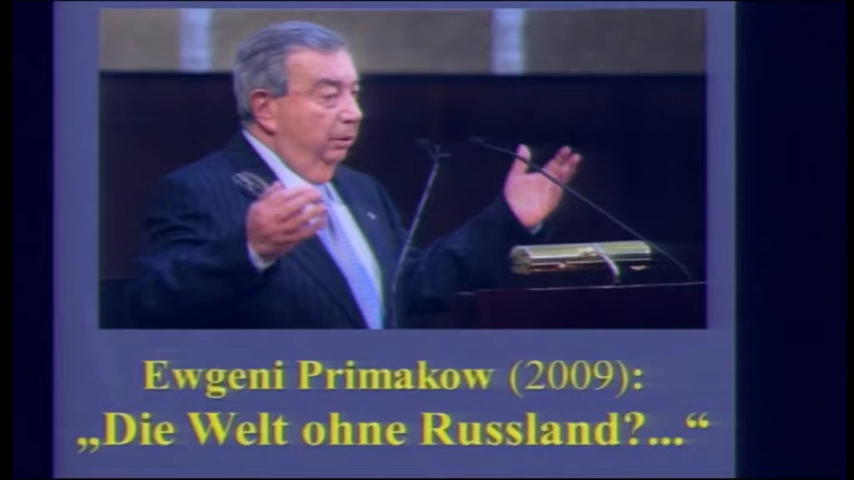 Ewgeni Primakow (2009):
„Die Welt ohne Russland?...“